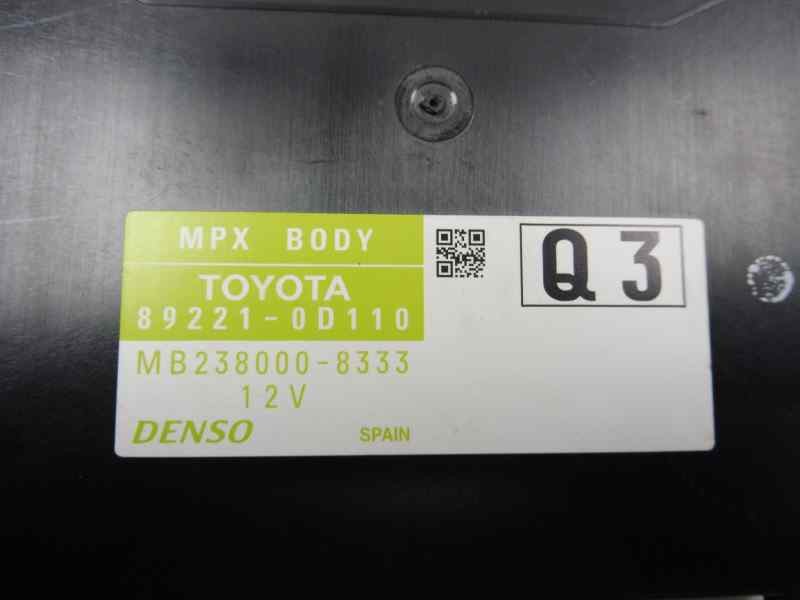 MPX BODY
TOYOTA
89221-0D110
MB238000-8333
12V
DENSO SPAIN
Q3